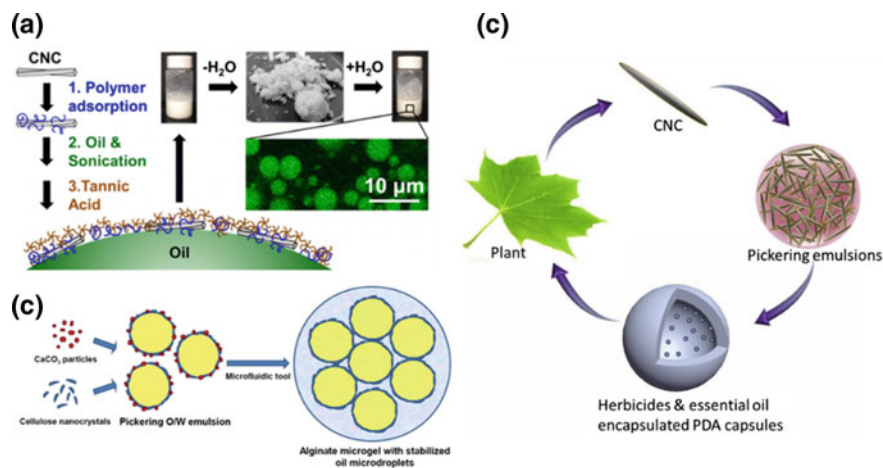 (a)
CNC
1. Polymer
adsorption
2. Oil &
Sonication
3.Tannic
Acid
-H₂O
+H₂O
10 µm
Oil
(c)
CNC
Pickering emulsions
Herbicides & essential oil
encapsulated PDA capsules
Plant
(c)
CaCO₃ particles
Cellulose nanocrystals
Pickering O/W emulsion
Microfluidic tool
Alginate microgel with stabilized
oil microdroplets